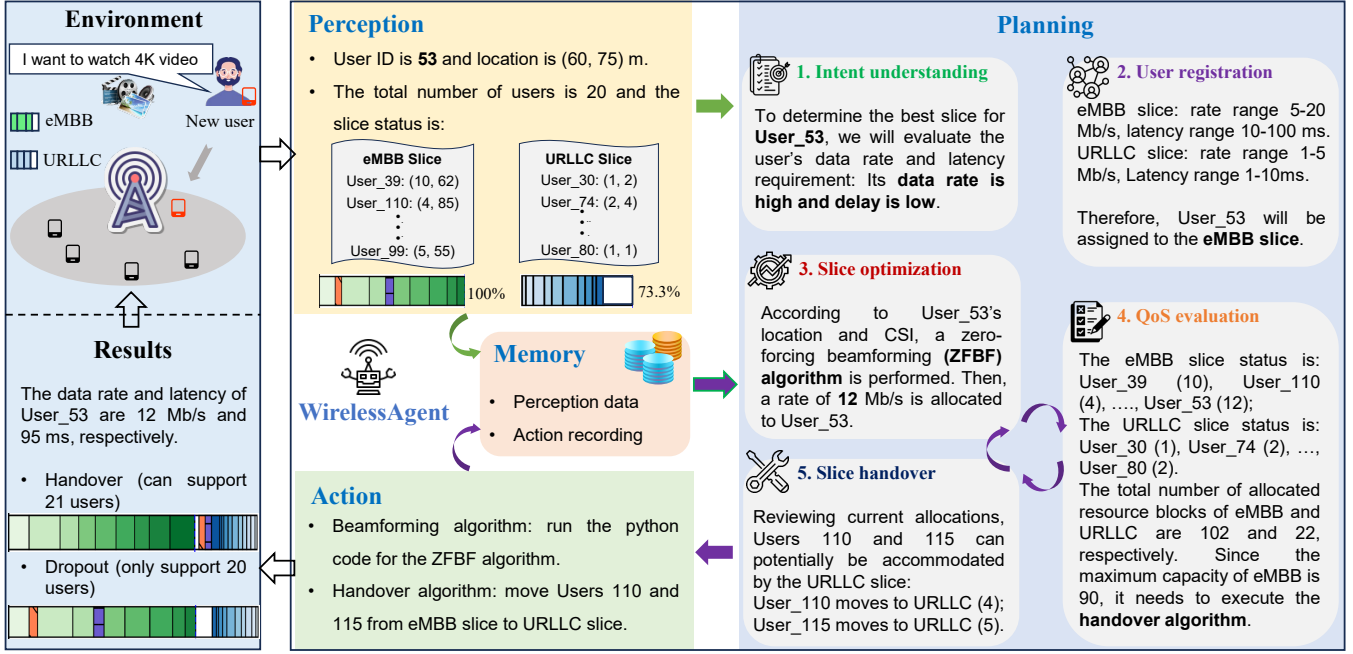 Environment
I want to watch 4K video
eMBB
New user
URLLC
Results
The data rate and latency of
User_53 are 12 Mb/s and
95 ms, respectively.
• Handover (can support
21 users)
• Dropout (only support 20
users)
Perception
• User ID is 53 and location is (60, 75) m.
• The total number of users is 20 and the
slice status is:
eMBB Slice
User_39: (10, 62)
User_110: (4, 85)
User_99: (5, 55)
100%
URLLC Slice
User_30: (1, 2)
User_74: (2, 4)
User_80: (1, 1)
73.3%
WirelessAgent
Memory
• Perception data
• Action recording
Action
• Beamforming algorithm: run the python
code for the ZFBF algorithm.
• Handover algorithm: move Users 110 and
115 from eMBB slice to URLLC slice.
Planning
1. Intent understanding
To determine the best slice for
User_53, we will evaluate the
user's data rate and latency
requirement: Its data rate is
high and delay is low.
2. User registration
eMBB slice: rate range 5-20
Mb/s, latency range 10-100 ms.
URLLC slice: rate range 1-5
Mb/s, Latency range 1-10ms.
Therefore, User_53 will be
assigned to the eMBB slice.
3. Slice optimization
According to User_53's
location and CSI, a zero-
forcing beamforming (ZFBF)
algorithm is performed. Then,
a rate of 12 Mb/s is allocated
to User_53.
4. QoS evaluation
The eMBB slice status is:
User_39 (10), User_110
(4), …., User_53 (12);
The URLLC slice status is:
User_30 (1), User_74 (2), …,
User_80 (2).
The total number of allocated
resource blocks of eMBB and
URLLC are 102 and 22,
respectively. Since the
maximum capacity of eMBB is
90, it needs to execute the
handover algorithm.
5. Slice handover
Reviewing current allocations,
Users 110 and 115 can
potentially be accommodated
by the URLLC slice:
User_110 moves to URLLC (4);
User_115 moves to URLLC (5).